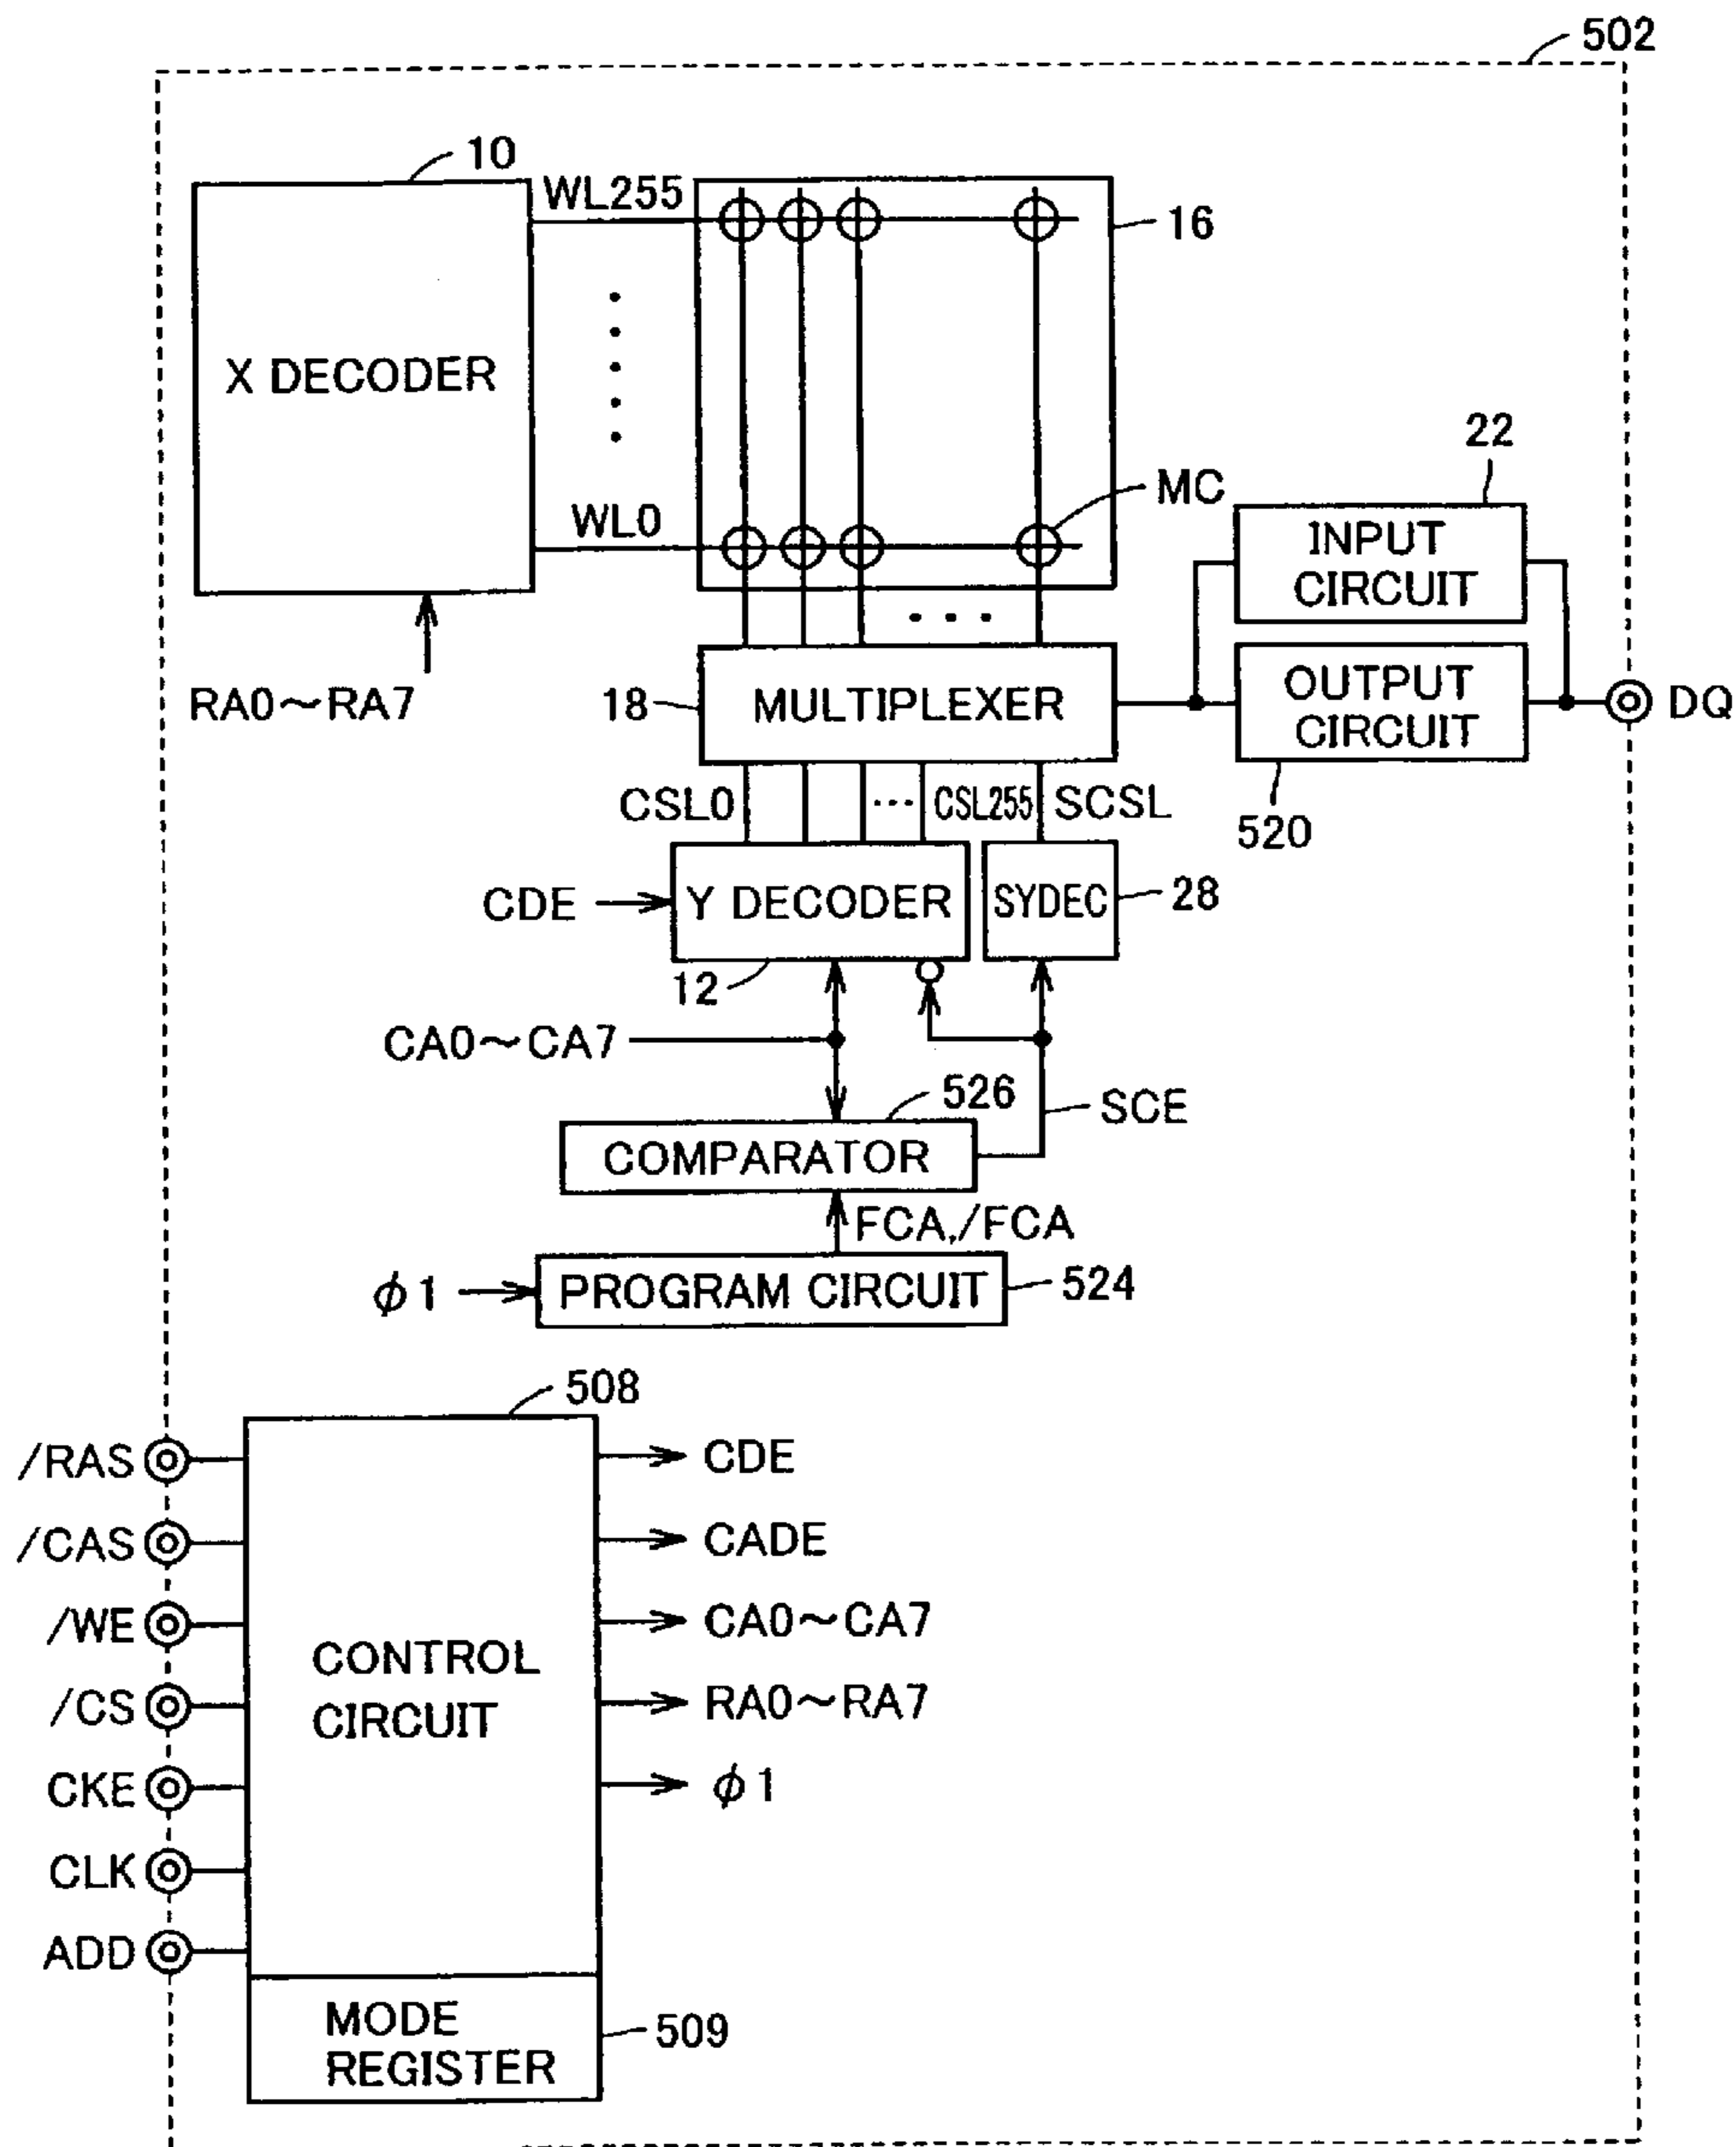 502
10
WL255
16
X DECODER
22
MC
WL0
INPUT
CIRCUIT
RA0~RA7
18
MULTIPLEXER
OUTPUT
CIRCUIT
DQ
CSL0
...
CSL255
SCSL
520
CDE
Y DECODER
SYDEC
28
12
CA0~CA7
526
SCE
COMPARATOR
FCA,/FCA
φ1
PROGRAM CIRCUIT
524
508
/RAS
CDE
/CAS
CADE
/WE
CA0~CA7
CONTROL
CIRCUIT
/CS
RA0~RA7
CKE
φ1
CLK
ADD
MODE
REGISTER
509